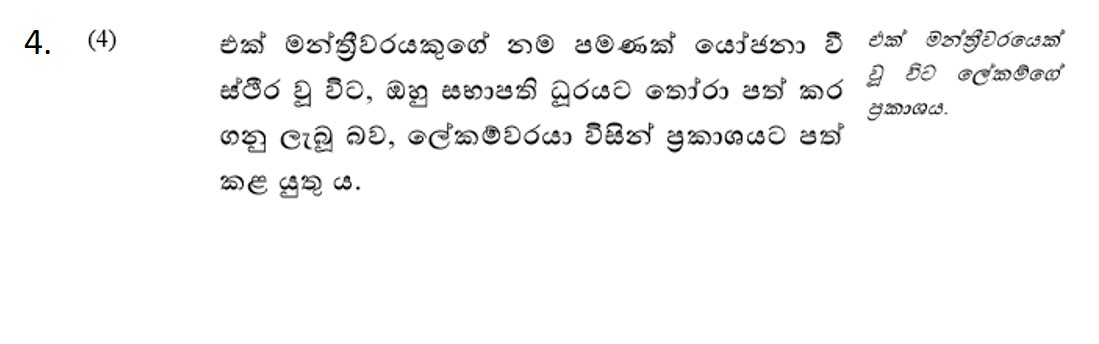 4. (4) එක් මන්ත්‍රීවරයකුගේ නම පමණක් යෝජනා වී
ස්ථිර වූ විට, ඔහු සභාපති ධූරයට තෝරා පත් කර
ගනු ලැබූ බව, ලේකම්වරයා විසින් ප්‍රකාශයට පත්
කළ යුතු ය.
එක් මන්ත්‍රීවරයෙක්
වූ විට ලේකම්ගේ
ප්‍රකාශය.